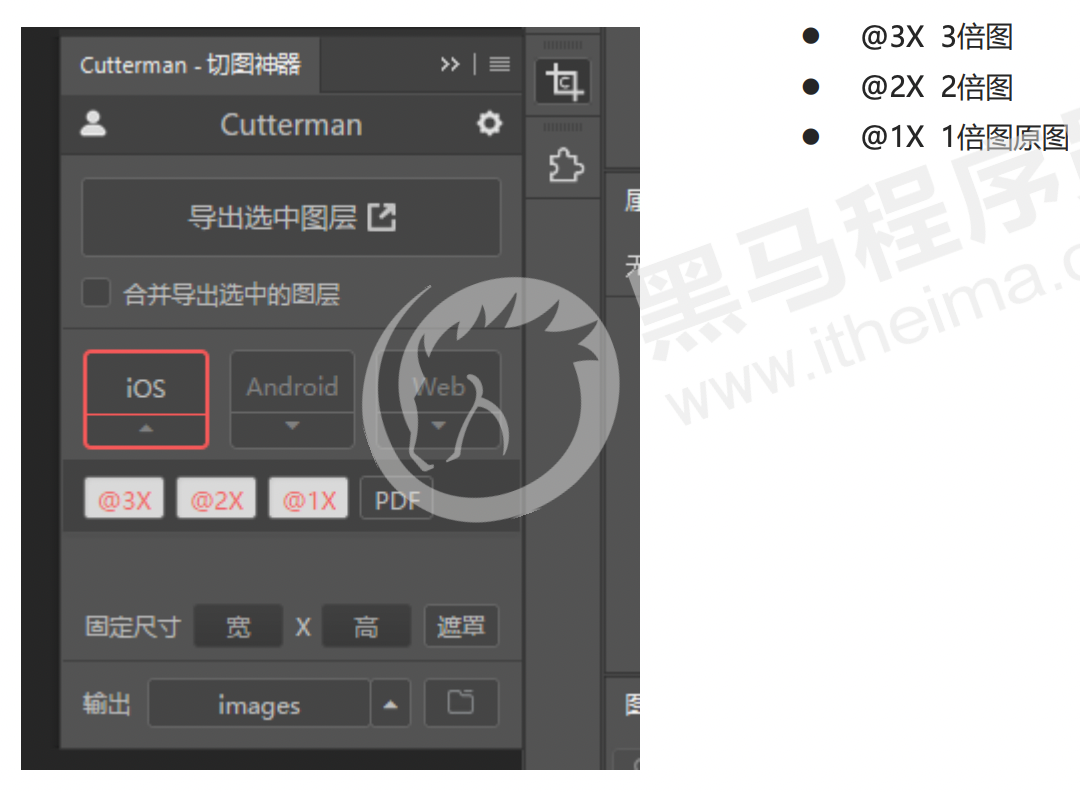 Cutterman - 切图神器
Cutterman
导出选中图层
合并导出选中的图层
iOS Android Web
@3X @2X @1X PDF
固定尺寸 宽 X 高 遮罩
输出 images
@3X 3倍图
@2X 2倍图
@1X 1倍图原图
黑马程序
www.itheima.c